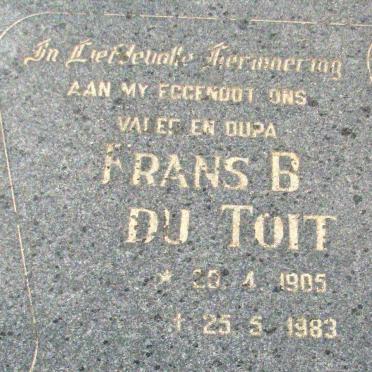 In Liefdevolle Herinnering
AAN MY EGGENOOT ONS
VADER EN OUPA
FRANS B
DU TOIT
* 20 4 1905
† 25 5 1983